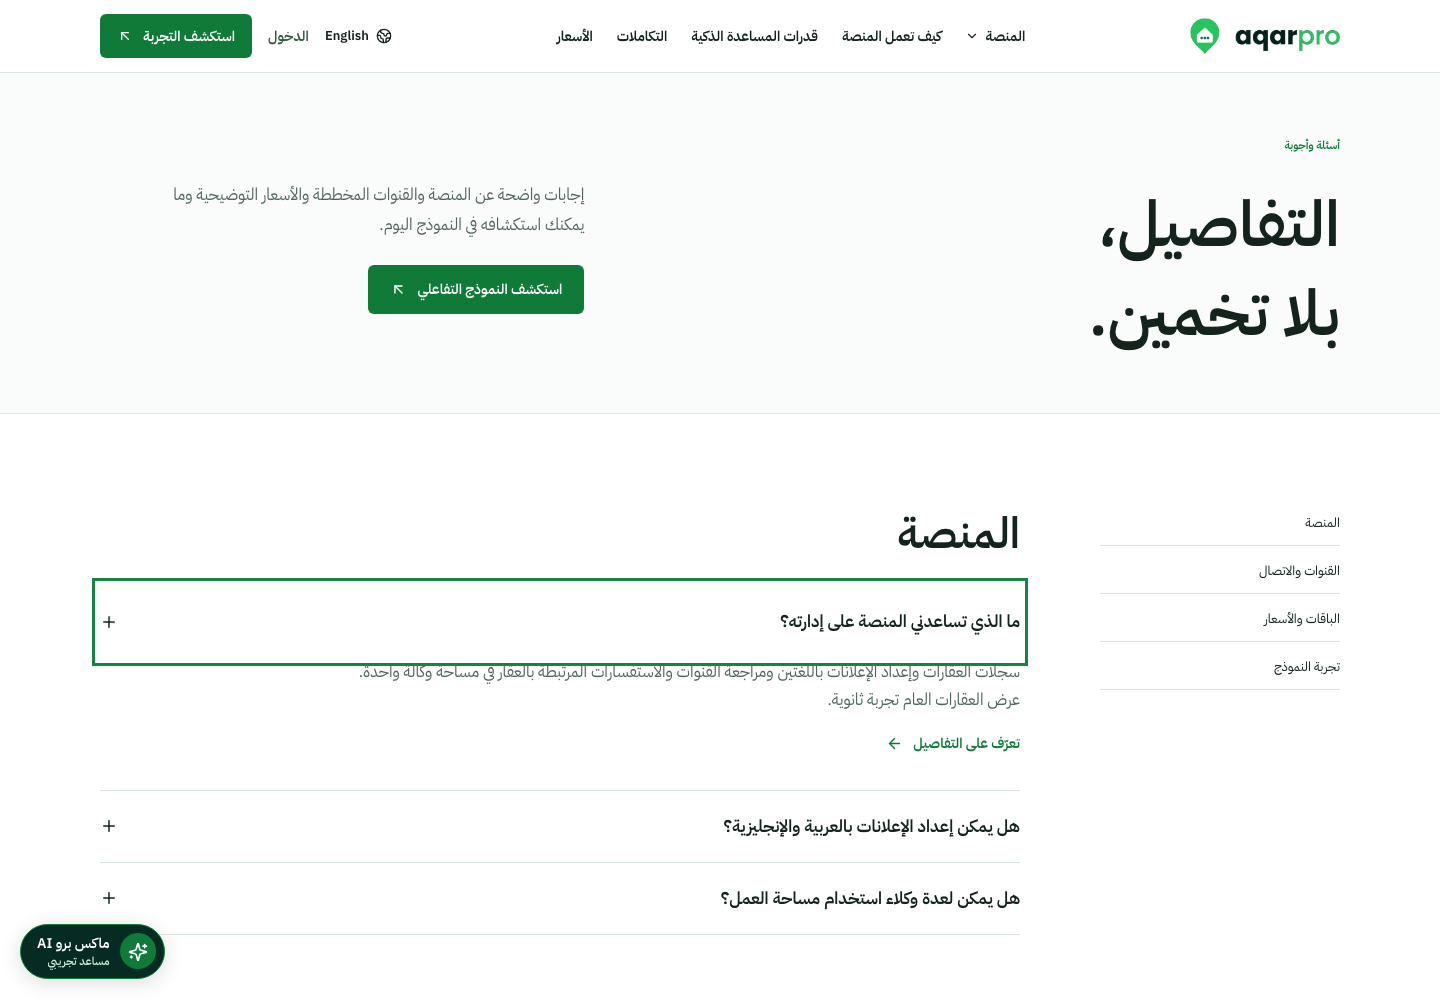 aqarpro
المنصة
كيف تعمل المنصة
قدرات المساعدة الذكية
التكاملات
الأسعار
English
الدخول
استكشف التجربة
أسئلة وأجوبة
التفاصيل،
بلا تخمين.
إجابات واضحة عن المنصة والقنوات المخططة والأسعار التوضيحية وما
يمكنك استكشافه في النموذج اليوم.
استكشف النموذج التفاعلي
المنصة
القنوات والاتصال
الباقات والأسعار
تجربة النموذج
المنصة
ما الذي تساعدني المنصة على إدارته؟
سجلات العقارات وإعداد الإعلانات باللغتين ومراجعة القنوات والاستفسارات المرتبطة بالعقار في مساحة وكالة واحدة.
عرض العقارات العام تجربة ثانوية.
تعرّف على التفاصيل
هل يمكن إعداد الإعلانات بالعربية والإنجليزية؟
هل يمكن لعدة وكلاء استخدام مساحة العمل؟
ماكس برو AI
مساعد تجريبي